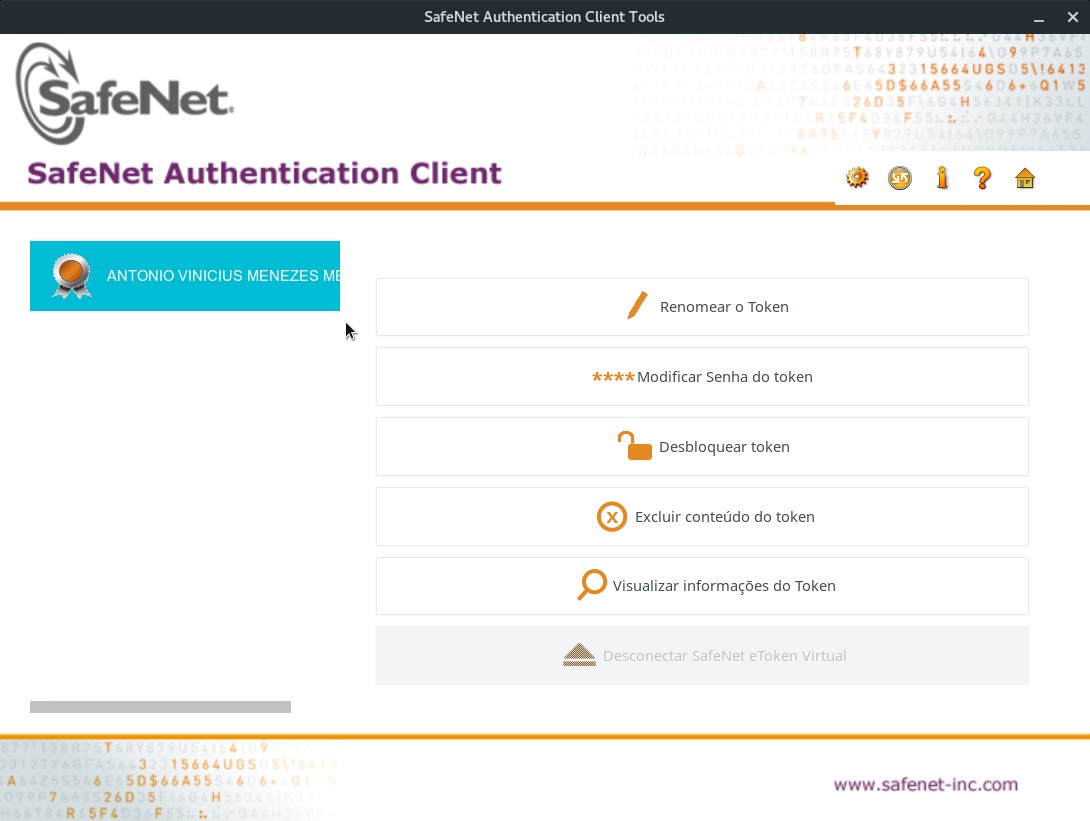 SafeNet Authentication Client Tools
SafeNet.
SafeNet Authentication Client
ANTONIO VINICIUS MENEZES ME
Renomear o Token
****Modificar Senha do token
Desbloquear token
Excluir conteúdo do token
Visualizar informações do Token
Desconectar SafeNet eToken Virtual
www.safenet-inc.com